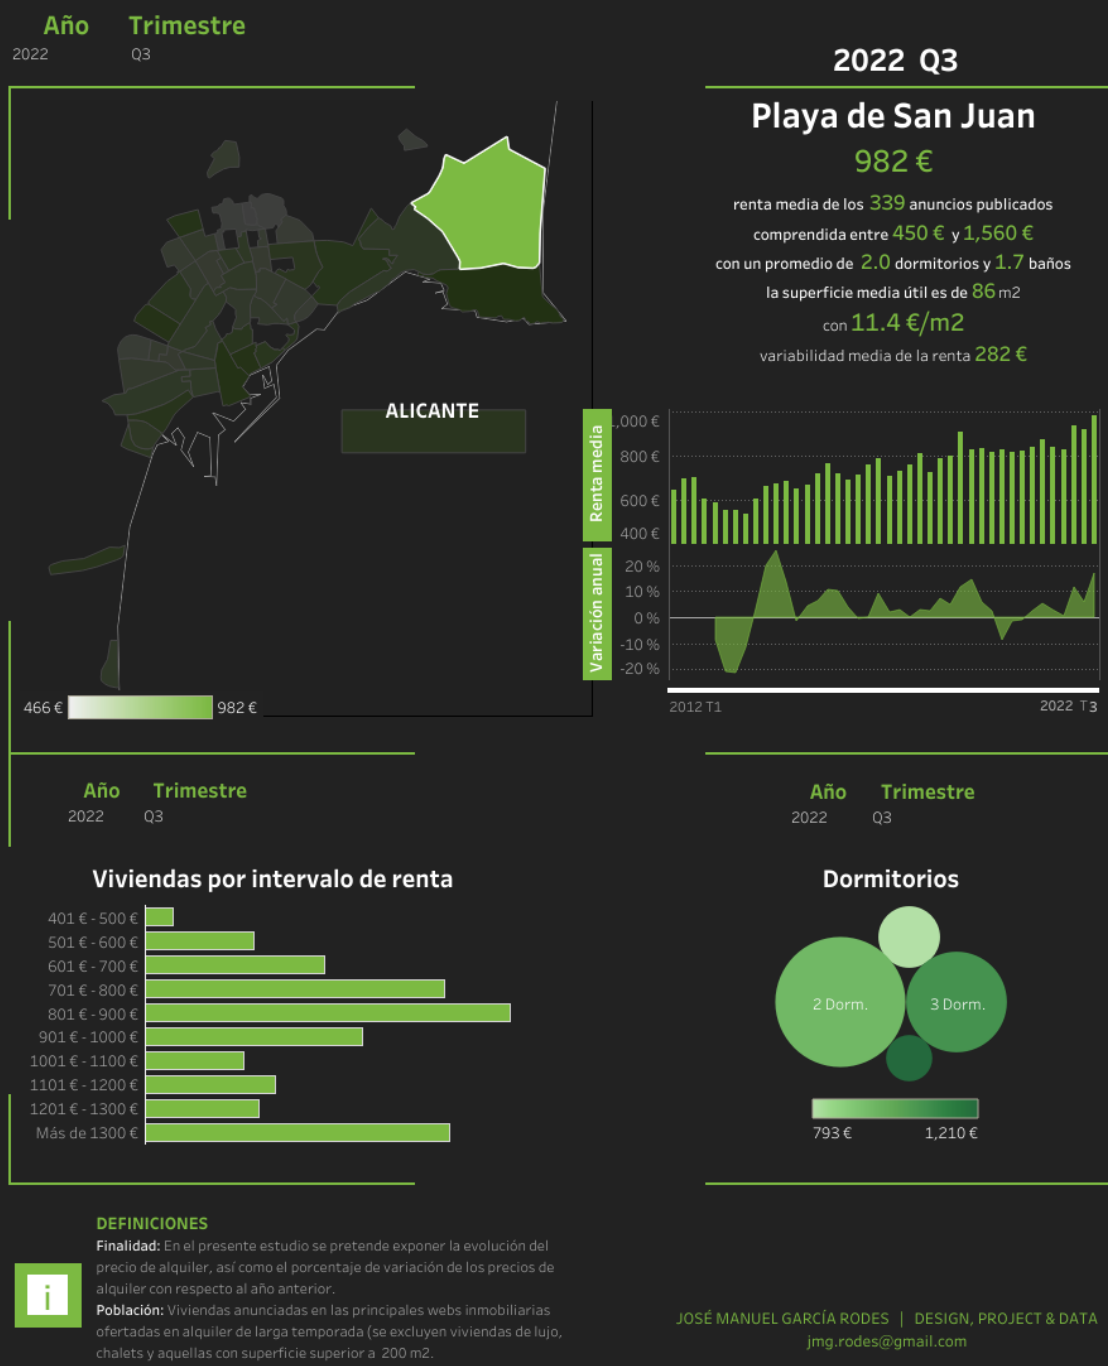 Año Trimestre
2022 Q3
2022 Q3
Playa de San Juan
982 €
renta media de los 339 anuncios publicados
comprendida entre 450 € y 1,560 €
con un promedio de 2.0 dormitorios y 1.7 baños
la superficie media útil es de 86 m2
con 11.4 €/m2
variabilidad media de la renta 282 €
ALICANTE
466 €
982 €
Renta media
,000 €
800 €
600 €
400 €
Variación anual
20 %
10 %
0 %
-10 %
-20 %
2012 T1
2022 T3
Año Trimestre
2022 Q3
Viviendas por intervalo de renta
401 € - 500 €
501 € - 600 €
601 € - 700 €
701 € - 800 €
801 € - 900 €
901 € - 1000 €
1001 € - 1100 €
1101 € - 1200 €
1201 € - 1300 €
Más de 1300 €
Año Trimestre
2022 Q3
Dormitorios
2 Dorm.
3 Dorm.
793 €
1,210 €
i
DEFINICIONES
Finalidad: En el presente estudio se pretende exponer la evolución del
precio de alquiler, así como el porcentaje de variación de los precios de
alquiler con respecto al año anterior.
Población: Viviendas anunciadas en las principales webs inmobiliarias
ofertadas en alquiler de larga temporada (se excluyen viviendas de lujo,
chalets y aquellas con superficie superior a 200 m2.
JOSÉ MANUEL GARCÍA RODES | DESIGN, PROJECT & DATA
jmg.rodes@gmail.com